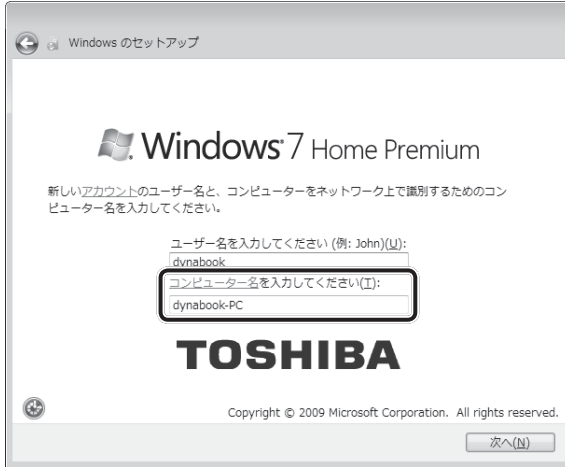 Windows のセットアップ
Windows 7 Home Premium
新しいアカウントのユーザー名と、コンピューターをネットワーク上で識別するためのコン
ピューター名を入力してください。
ユーザー名を入力してください (例: John)(U):
dynabook
コンピューター名を入力してください(T):
dynabook-PC
TOSHIBA
Copyright © 2009 Microsoft Corporation. All rights reserved.
次へ(N)